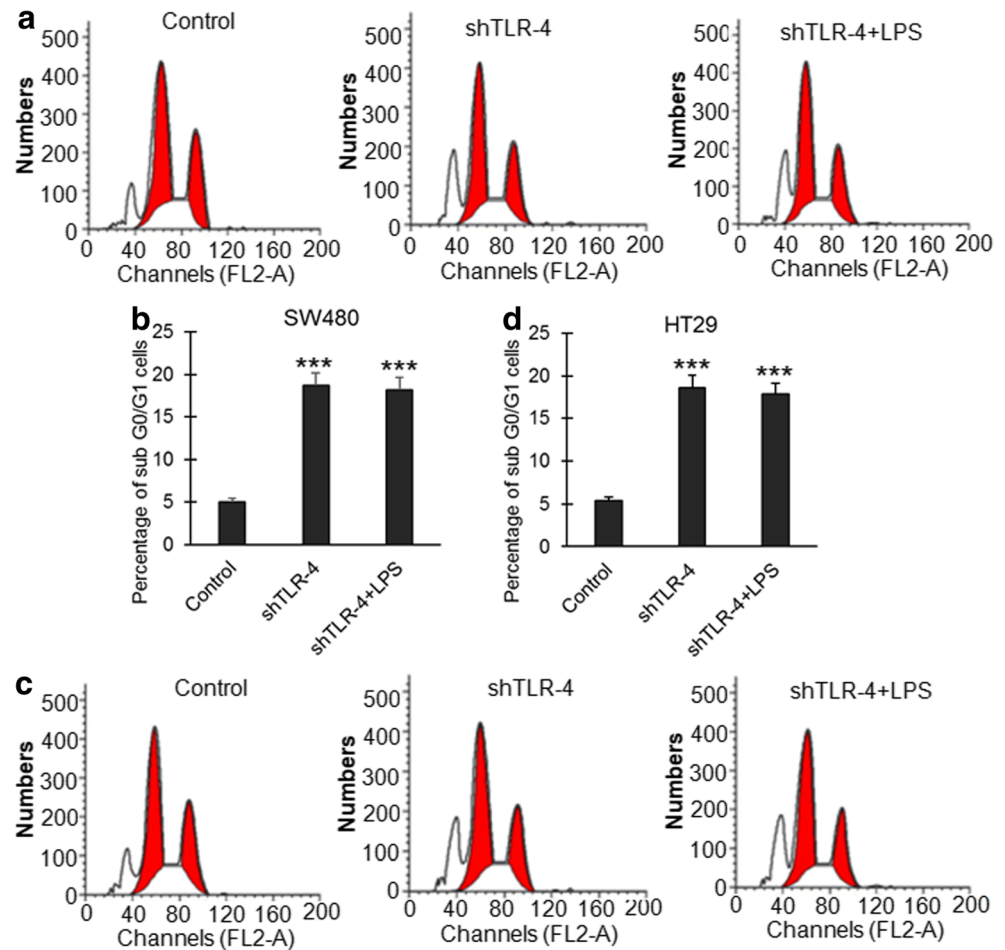 a
Control
Numbers
500
400
300
200
100
0
0 40 80 120 160 200
Channels (FL2-A)
shTLR-4
Numbers
500
400
300
200
100
0
0 40 80 120 160 200
Channels (FL2-A)
shTLR-4+LPS
Numbers
500
400
300
200
100
0
0 40 80 120 160 200
Channels (FL2-A)
b
SW480
Percentage of sub G0/G1 cells
25
20
15
10
5
0
*** ***
Control
shTLR-4
shTLR-4+LPS
d
HT29
Percentage of sub G0/G1 cells
25
20
15
10
5
0
*** ***
Control
shTLR-4
shTLR-4+LPS
c
Control
Numbers
500
400
300
200
100
0
0 40 80 120 160 200
Channels (FL2-A)
shTLR-4
Numbers
500
400
300
200
100
0
0 40 80 120 160 200
Channels (FL2-A)
shTLR-4+LPS
Numbers
500
400
300
200
100
0
0 40 80 120 160 200
Channels (FL2-A)